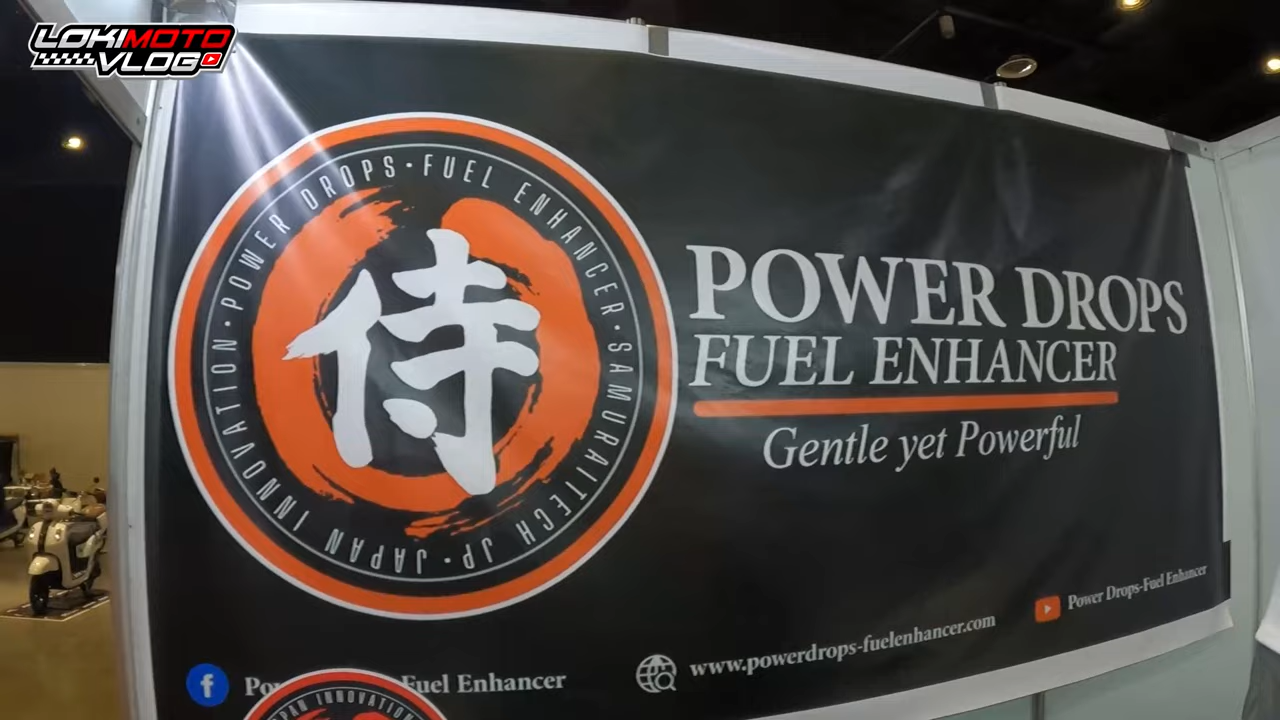 LOKIMOTO
VLOG
POWER DROPS · FUEL ENHANCER · SAMURAITECH JP · JAPAN INNOVATION ·
侍
POWER DROPS
FUEL ENHANCER
Gentle yet Powerful
Fuel Enhancer
www.powerdrops-fuelenhancer.com
Power Drops-Fuel Enhancer
INNOVATION